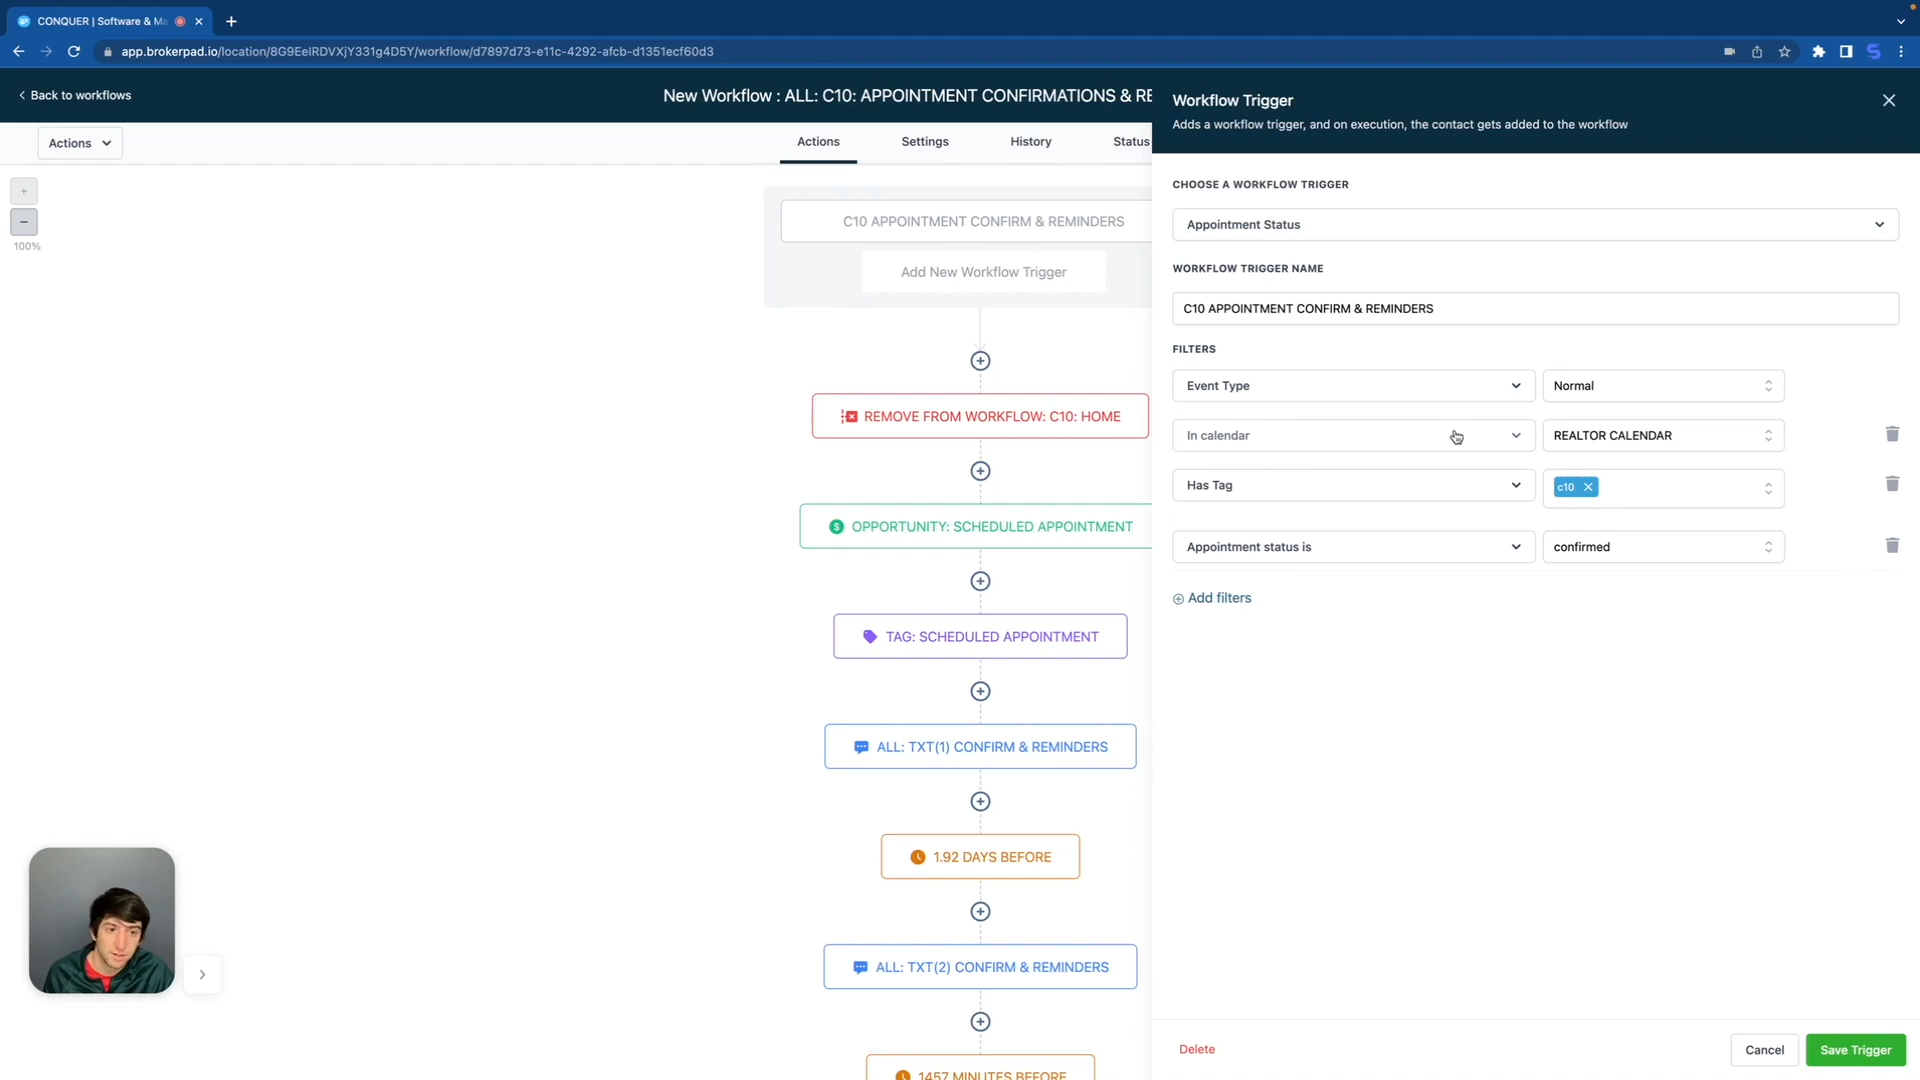 CONQUER | Software & Ma
app.brokerpad.io/location/8G9EeIRDVXjY331g4D5Y/workflow/d7897d73-e11c-4292-afcb-d1351ecf60d3
Back to workflows
New Workflow : ALL: C10: APPOINTMENT CONFIRMATIONS & RE
Actions
Actions
Settings
History
Status
100%
C10 APPOINTMENT CONFIRM & REMINDERS
Add New Workflow Trigger
REMOVE FROM WORKFLOW: C10: HOME
OPPORTUNITY: SCHEDULED APPOINTMENT
TAG: SCHEDULED APPOINTMENT
ALL: TXT(1) CONFIRM & REMINDERS
1.92 DAYS BEFORE
ALL: TXT(2) CONFIRM & REMINDERS
1457 MINUTES BEFORE
Workflow Trigger
Adds a workflow trigger, and on execution, the contact gets added to the workflow
CHOOSE A WORKFLOW TRIGGER
Appointment Status
WORKFLOW TRIGGER NAME
C10 APPOINTMENT CONFIRM & REMINDERS
FILTERS
Event Type
Normal
In calendar
REALTOR CALENDAR
Has Tag
c10
Appointment status is
confirmed
Add filters
Delete
Cancel
Save Trigger